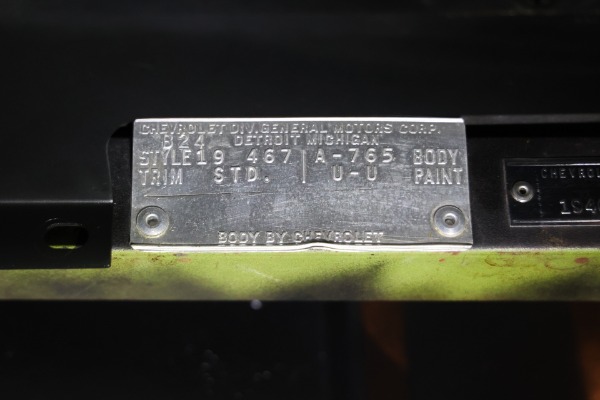 CHEVROLET DIV. GENERAL MOTORS CORP.
B24 DETROIT MICHIGAN
STYLE 19 467 A-765 BODY
TRIM STD. U-U PAINT
BODY BY CHEVROLET